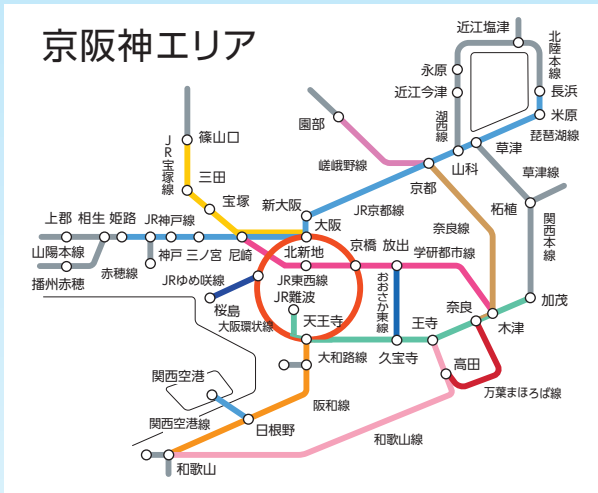 京阪神エリア
近江塩津
北陸本線
永原
近江今津
長浜
米原
湖西線
琵琶湖線
園部
嵯峨野線
山科
草津
草津線
京都
柘植
関西本線
篠山口
JR宝塚線
三田
宝塚
新大阪
大阪
JR京都線
奈良線
上郡
相生
姫路
JR神戸線
山陽本線
神戸
三ノ宮
尼崎
北新地
京橋
放出
学研都市線
赤穂線
播州赤穂
JRゆめ咲線
JR東西線
JR難波
おおさか東線
桜島
大阪環状線
天王寺
王寺
奈良
木津
加茂
大和路線
久宝寺
高田
万葉まほろば線
関西空港
阪和線
関西空港線
日根野
和歌山線
和歌山